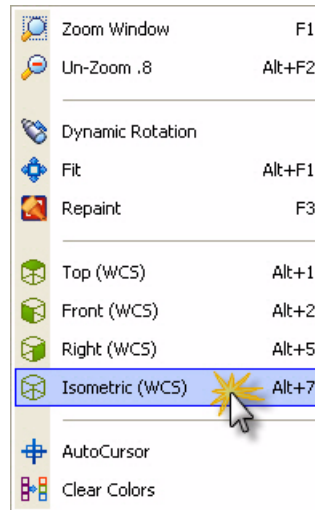 Zoom Window F1
Un-Zoom .8 Alt+F2
Dynamic Rotation
Fit Alt+F1
Repaint F3
Top (WCS) Alt+1
Front (WCS) Alt+2
Right (WCS) Alt+5
Isometric (WCS) Alt+7
AutoCursor
Clear Colors